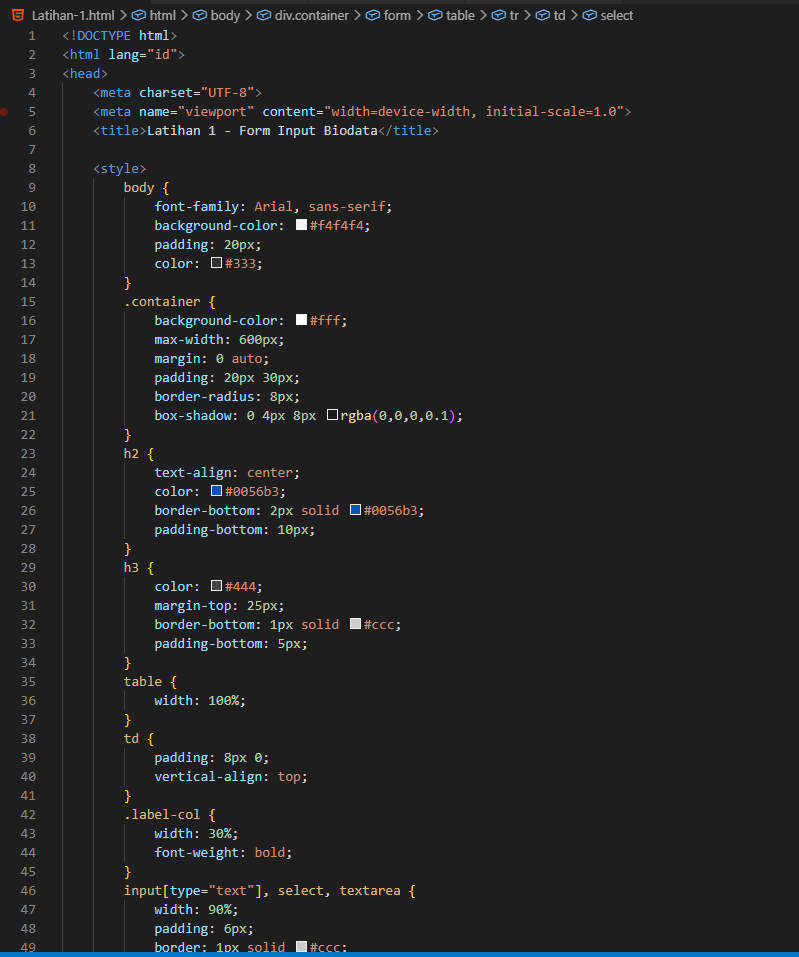 Latihan-1.html > html > body > div.container > form > table > tr > td > select
1 <!DOCTYPE html>
2 <html lang="id">
3 <head>
4 <meta charset="UTF-8">
5 <meta name="viewport" content="width=device-width, initial-scale=1.0">
6 <title>Latihan 1 - Form Input Biodata</title>
7
8 <style>
9 body {
10 font-family: Arial, sans-serif;
11 background-color: #f4f4f4;
12 padding: 20px;
13 color: #333;
14 }
15 .container {
16 background-color: #fff;
17 max-width: 600px;
18 margin: 0 auto;
19 padding: 20px 30px;
20 border-radius: 8px;
21 box-shadow: 0 4px 8px rgba(0,0,0,0.1);
22 }
23 h2 {
24 text-align: center;
25 color: #0056b3;
26 border-bottom: 2px solid #0056b3;
27 padding-bottom: 10px;
28 }
29 h3 {
30 color: #444;
31 margin-top: 25px;
32 border-bottom: 1px solid #ccc;
33 padding-bottom: 5px;
34 }
35 table {
36 width: 100%;
37 }
38 td {
39 padding: 8px 0;
40 vertical-align: top;
41 }
42 .label-col {
43 width: 30%;
44 font-weight: bold;
45 }
46 input[type="text"], select, textarea {
47 width: 90%;
48 padding: 6px;
49 border: 1px solid #ccc;